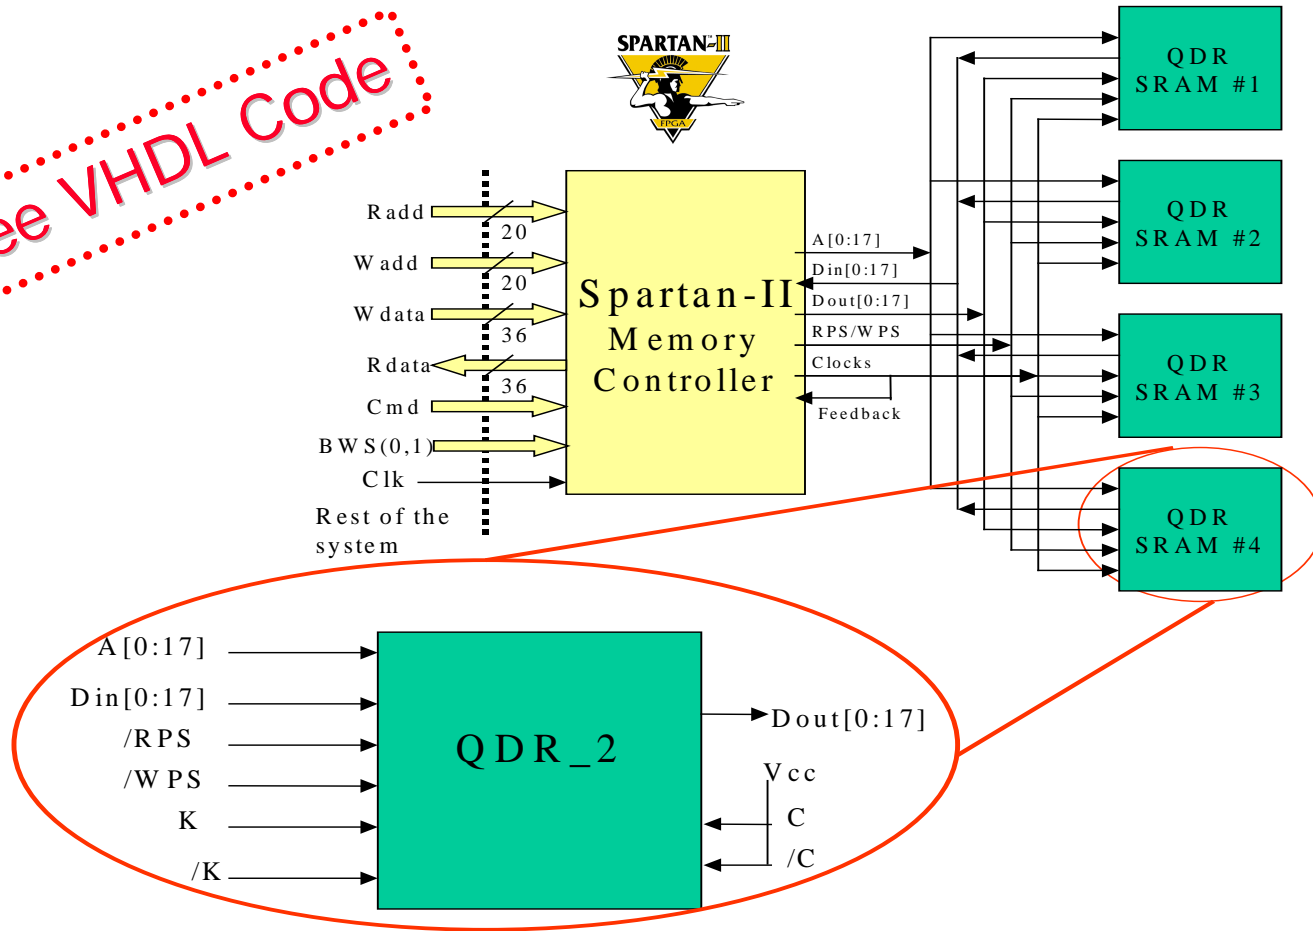 SPARTAN-II
FPGA
VHDL Code
QDR
SRAM #1
QDR
SRAM #2
QDR
SRAM #3
QDR
SRAM #4
Radd
20
Wadd
20
Wdata
36
Rdata
36
Cmd
BWS(0,1)
Clk
Rest of the
system
Spartan-II
Memory
Controller
A[0:17]
Din[0:17]
Dout[0:17]
RPS/WPS
Clocks
Feedback
A[0:17]
Din[0:17]
/RPS
/WPS
K
/K
QDR_2
Dout[0:17]
Vcc
C
/C